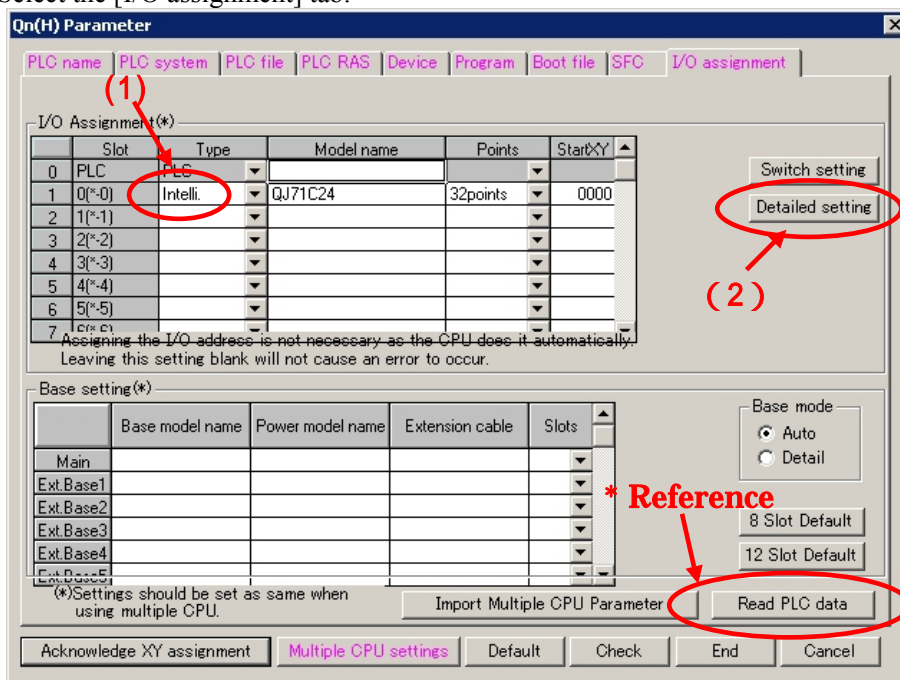 Select the [I/O assignment] tab.
Qn(H) Parameter
PLC name PLC system PLC file PLC RAS Device Program Boot file SFC I/O assignment
(1)
I/O Assignment(*)
Slot Type Model name Points StartXY
0 PLC PLC
1 0(*-0) Intelli. QJ71C24 32points 0000
2 1(*-1)
3 2(*-2)
4 3(*-3)
5 4(*-4)
6 5(*-5)
7 6(*-6)
Switch setting
Detailed setting
(2)
Assigning the I/O address is not necessary as the CPU does it automatically.
Leaving this setting blank will not cause an error to occur.
Base setting(*)
Base model name Power model name Extension cable Slots
Main
Ext.Base1
Ext.Base2
Ext.Base3
Ext.Base4
Ext.Base5
Base mode
Auto
Detail
* Reference
8 Slot Default
12 Slot Default
(*)Settings should be set as same when
using multiple CPU.
Import Multiple CPU Parameter Read PLC data
Acknowledge XY assignment Multiple CPU settings Default Check End Cancel